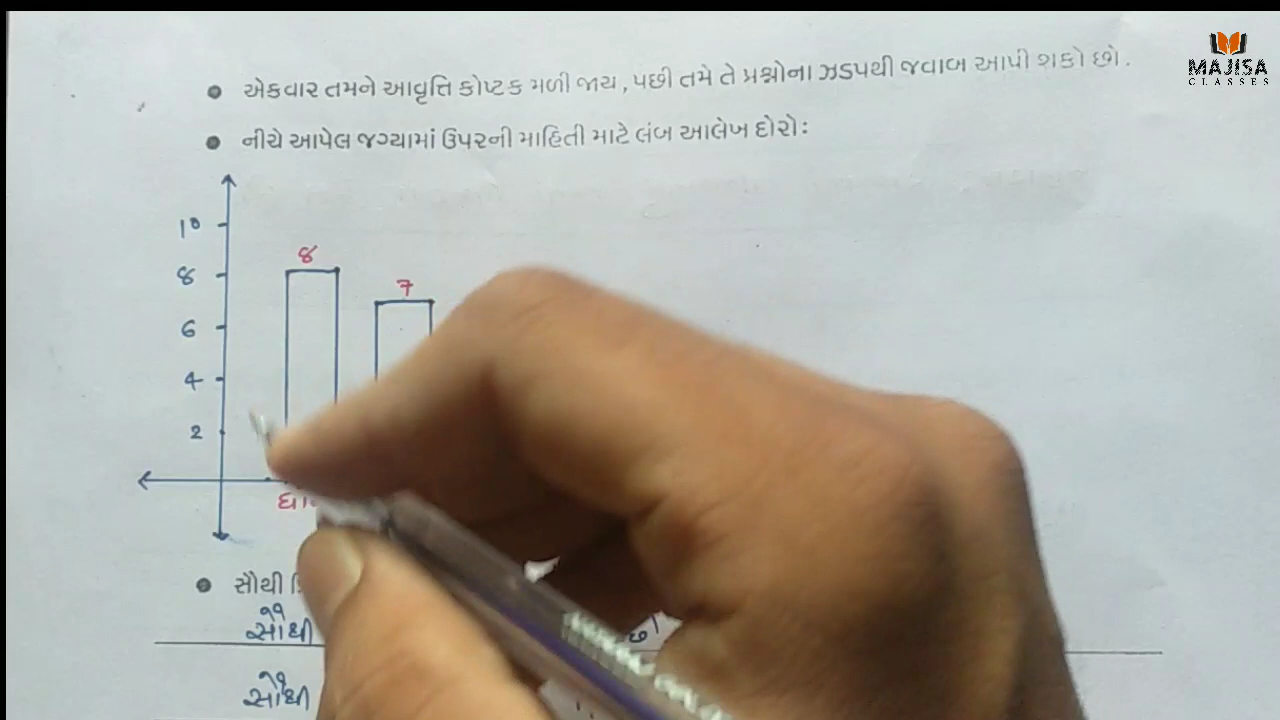 MAJISA
CLASSES
• એકવાર તમને આવૃત્તિ કોષ્ટક મળી જાય, પછી તમે તે પ્રશ્નોના ઝડપથી જવાબ આપી શકો છો.
• નીચે આપેલ જગ્યામાં ઉપરની માહિતી માટે લંબ આલેખ દોરોઃ
10
8
8
7
6
4
2
• સૌથી
સૌથી
સૌથી